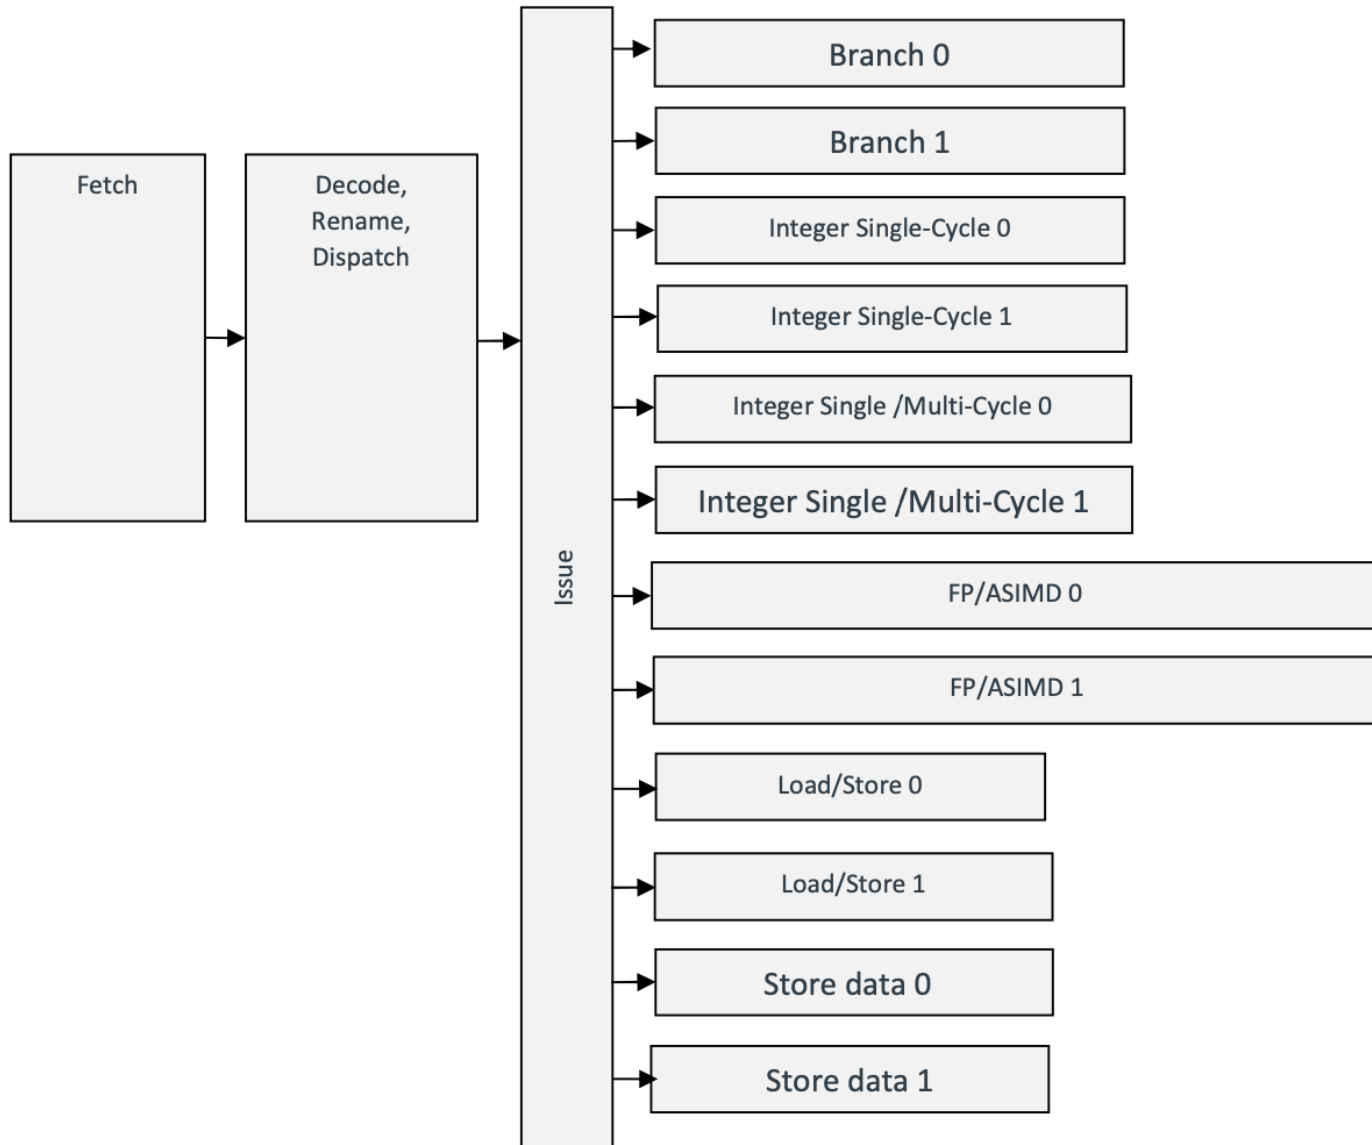 Fetch
Decode,
Rename,
Dispatch
Issue
Branch 0
Branch 1
Integer Single-Cycle 0
Integer Single-Cycle 1
Integer Single /Multi-Cycle 0
Integer Single /Multi-Cycle 1
FP/ASIMD 0
FP/ASIMD 1
Load/Store 0
Load/Store 1
Store data 0
Store data 1